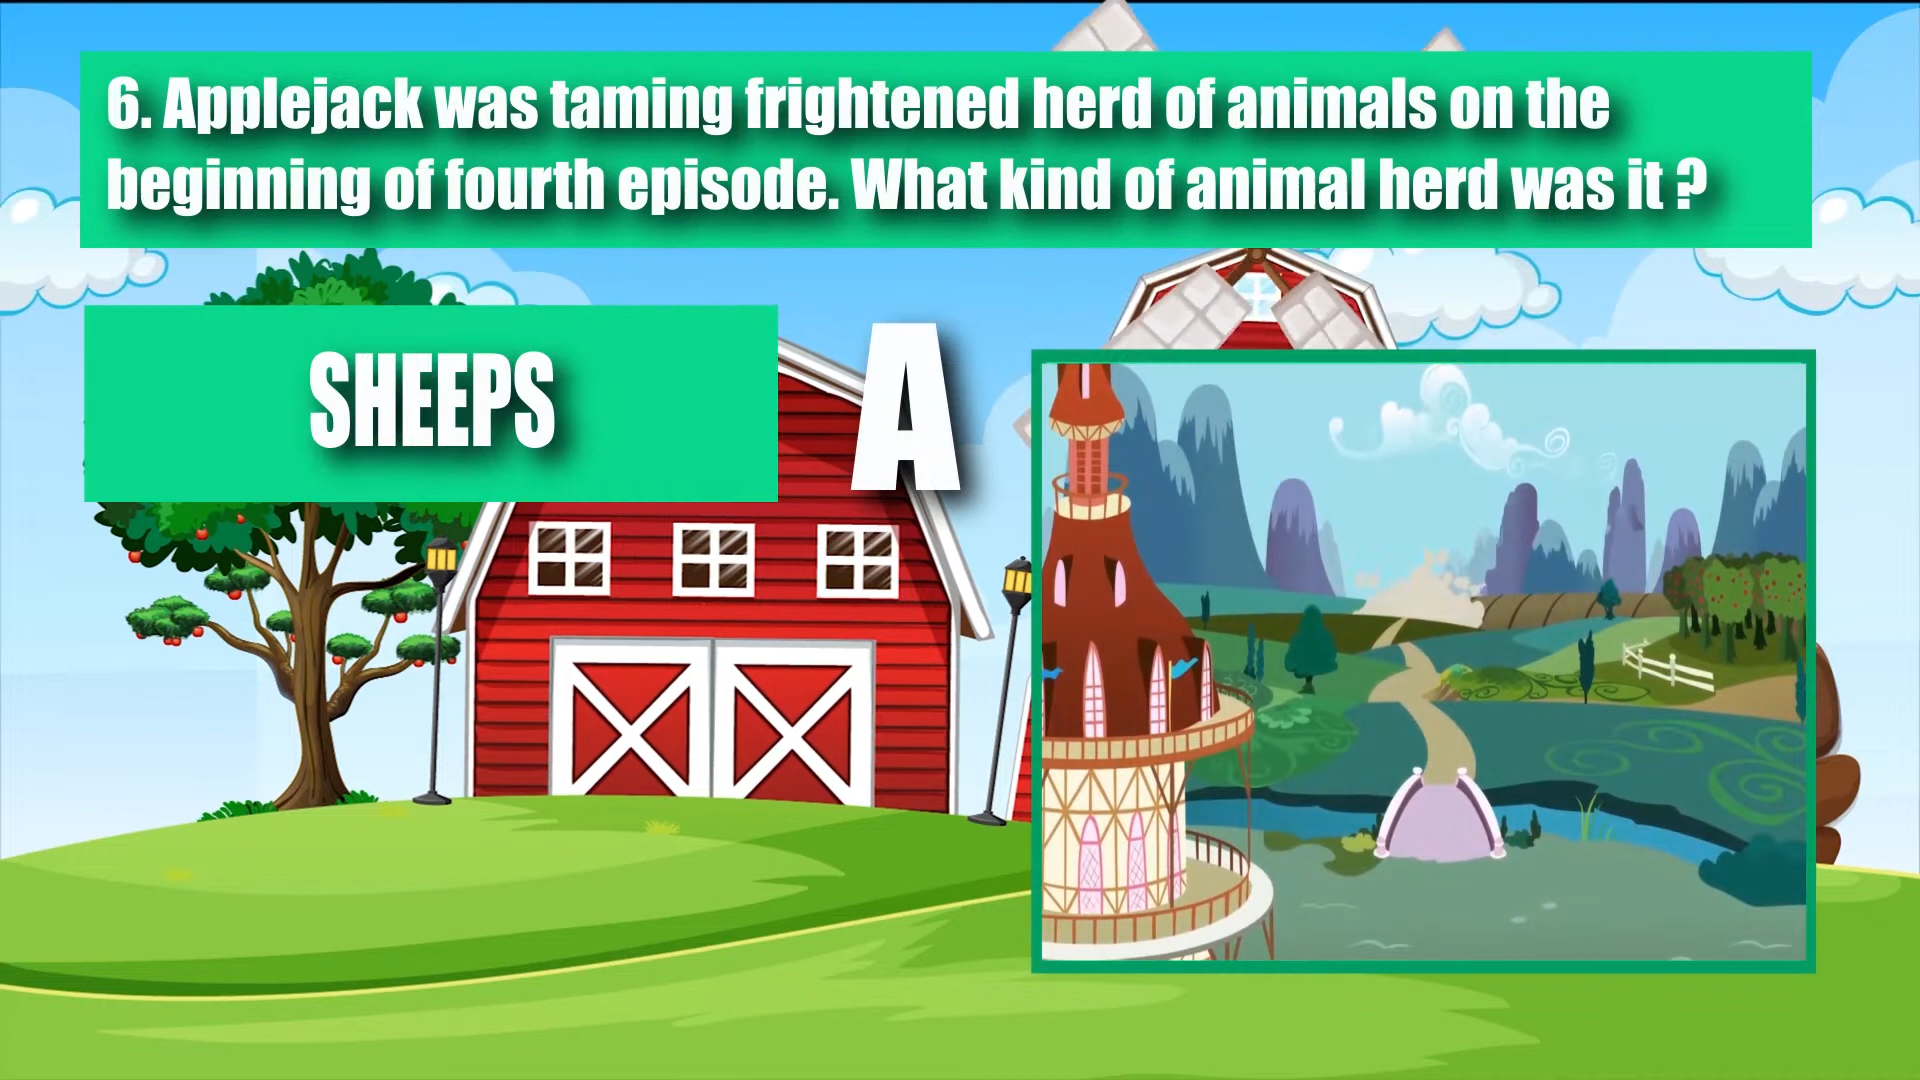 6. Applejack was taming frightened herd of animals on the
beginning of fourth episode. What kind of animal herd was it ?
SHEEPS
A